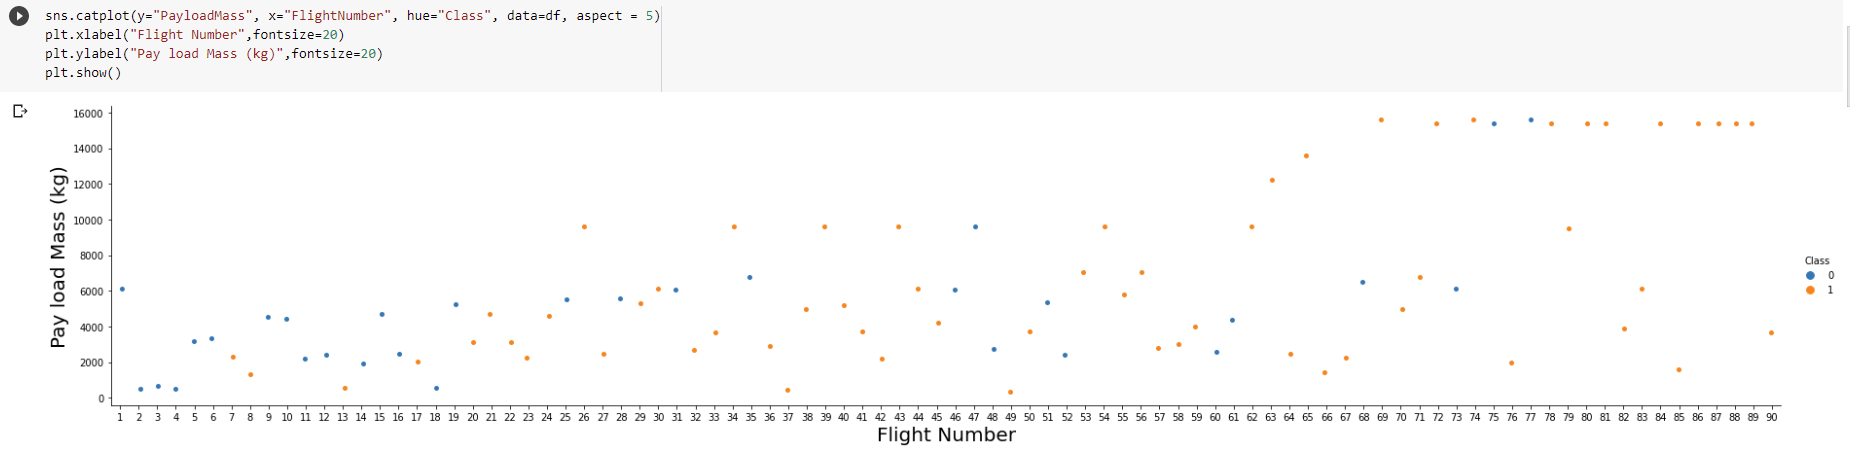 sns.catplot(y="PayloadMass", x="FlightNumber", hue="Class", data=df, aspect = 5)
plt.xlabel("Flight Number",fontsize=20)
plt.ylabel("Pay load Mass (kg)",fontsize=20)
plt.show()
16000
14000
12000
10000
8000
6000
4000
2000
0
Pay load Mass (kg)
1 2 3 4 5 6 7 8 9 10 11 12 13 14 15 16 17 18 19 20 21 22 23 24 25 26 27 28 29 30 31 32 33 34 35 36 37 38 39 40 41 42 43 44 45 46 47 48 49 50 51 52 53 54 55 56 57 58 59 60 61 62 63 64 65 66 67 68 69 70 71 72 73 74 75 76 77 78 79 80 81 82 83 84 85 86 87 88 89 90
Flight Number
Class
0
1